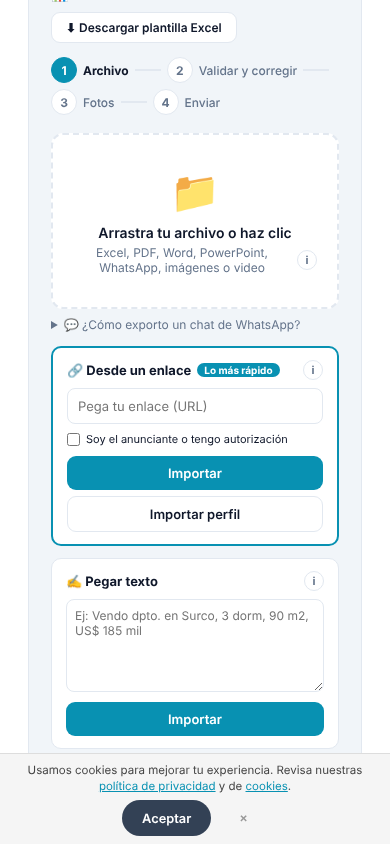 ⬇ Descargar plantilla Excel
1 Archivo 2 Validar y corregir
3 Fotos 4 Enviar
Arrastra tu archivo o haz clic
Excel, PDF, Word, PowerPoint,
WhatsApp, imágenes o video
i
▶ 💬 ¿Cómo exporto un chat de WhatsApp?
🔗 Desde un enlace Lo más rápido i
Pega tu enlace (URL)
Soy el anunciante o tengo autorización
Importar
Importar perfil
✍️ Pegar texto i
Ej: Vendo dpto. en Surco, 3 dorm, 90 m2,
US$ 185 mil
Importar
Usamos cookies para mejorar tu experiencia. Revisa nuestras
política de privacidad y de cookies.
Aceptar ×